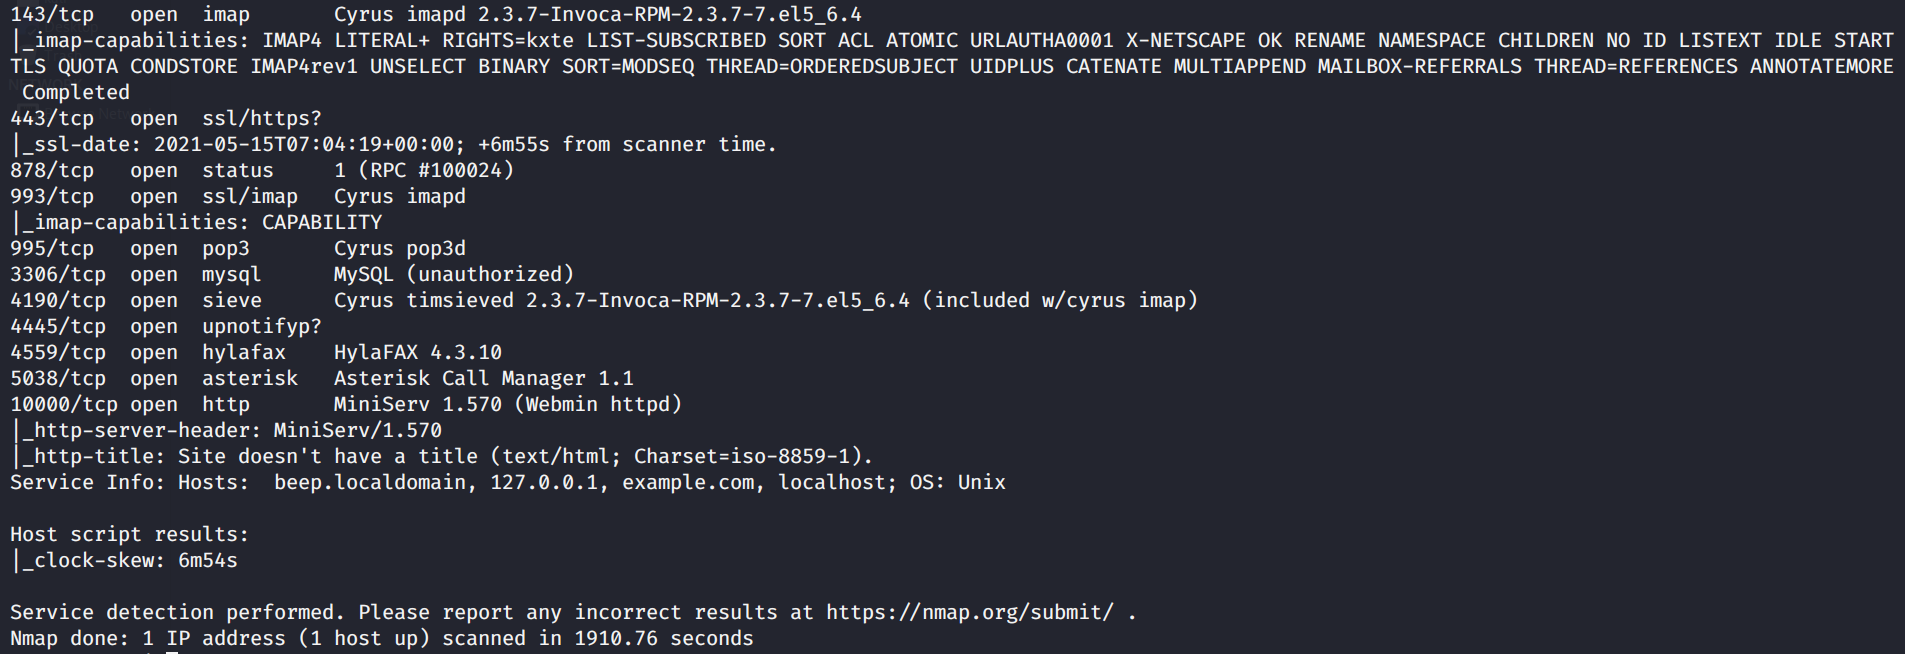 143/tcp   open  imap       Cyrus imapd 2.3.7-Invoca-RPM-2.3.7-7.el5_6.4
|_imap-capabilities: IMAP4 LITERAL+ RIGHTS=kxte LIST-SUBSCRIBED SORT ACL ATOMIC URLAUTHA0001 X-NETSCAPE OK RENAME NAMESPACE CHILDREN NO ID LISTEXT IDLE START
TLS QUOTA CONDSTORE IMAP4rev1 UNSELECT BINARY SORT=MODSEQ THREAD=ORDEREDSUBJECT UIDPLUS CATENATE MULTIAPPEND MAILBOX-REFERRALS THREAD=REFERENCES ANNOTATEMORE
 Completed
443/tcp   open  ssl/https?
|_ssl-date: 2021-05-15T07:04:19+00:00; +6m55s from scanner time.
878/tcp   open  status     1 (RPC #100024)
993/tcp   open  ssl/imap   Cyrus imapd
|_imap-capabilities: CAPABILITY
995/tcp   open  pop3       Cyrus pop3d
3306/tcp  open  mysql      MySQL (unauthorized)
4190/tcp  open  sieve      Cyrus timsieved 2.3.7-Invoca-RPM-2.3.7-7.el5_6.4 (included w/cyrus imap)
4445/tcp  open  upnotifyp?
4559/tcp  open  hylafax    HylaFAX 4.3.10
5038/tcp  open  asterisk   Asterisk Call Manager 1.1
10000/tcp open  http       MiniServ 1.570 (Webmin httpd)
|_http-server-header: MiniServ/1.570
|_http-title: Site doesn't have a title (text/html; Charset=iso-8859-1).
Service Info: Hosts:  beep.localdomain, 127.0.0.1, example.com, localhost; OS: Unix

Host script results:
|_clock-skew: 6m54s

Service detection performed. Please report any incorrect results at https://nmap.org/submit/ .
Nmap done: 1 IP address (1 host up) scanned in 1910.76 seconds